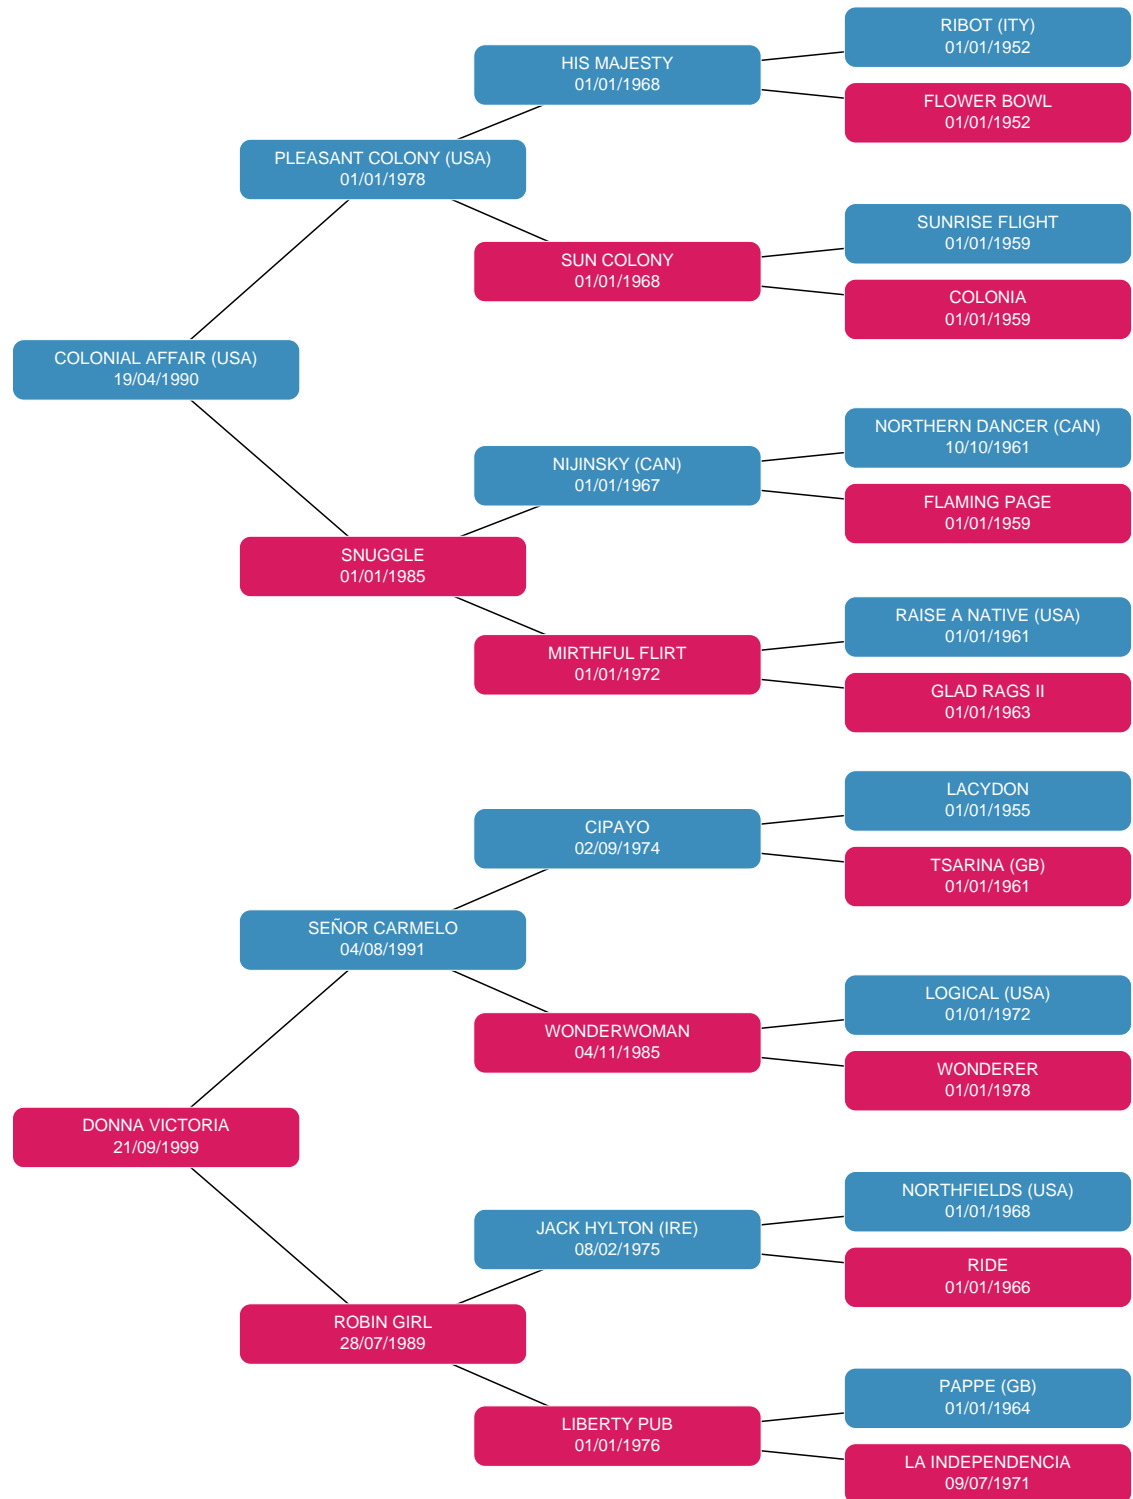 RIBOT (ITY)
01/01/1952
HIS MAJESTY
01/01/1968
FLOWER BOWL
01/01/1952
PLEASANT COLONY (USA)
01/01/1978
SUNRISE FLIGHT
01/01/1959
SUN COLONY
01/01/1968
COLONIA
01/01/1959
COLONIAL AFFAIR (USA)
19/04/1990
NORTHERN DANCER (CAN)
10/10/1961
NIJINSKY (CAN)
01/01/1967
FLAMING PAGE
01/01/1959
SNUGGLE
01/01/1985
RAISE A NATIVE (USA)
01/01/1961
MIRTHFUL FLIRT
01/01/1972
GLAD RAGS II
01/01/1963
LACYDON
01/01/1955
CIPAYO
02/09/1974
TSARINA (GB)
01/01/1961
SEÑOR CARMELO
04/08/1991
LOGICAL (USA)
01/01/1972
WONDERWOMAN
04/11/1985
WONDERER
01/01/1978
DONNA VICTORIA
21/09/1999
NORTHFIELDS (USA)
01/01/1968
JACK HYLTON (IRE)
08/02/1975
RIDE
01/01/1966
ROBIN GIRL
28/07/1989
PAPPE (GB)
01/01/1964
LIBERTY PUB
01/01/1976
LA INDEPENDENCIA
09/07/1971